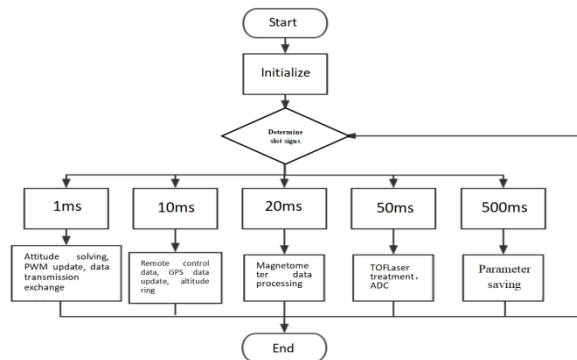 Start
Initialize
Determine
slot signs
1ms
10ms
20ms
50ms
500ms
Attitude solving,
PWM update, data
transmission
exchange
Remote control
data, GPS data
update, altitude
ring
Magnetome
ter data
processing
TOFLaser
treatment,
ADC
Parameter
saving
End